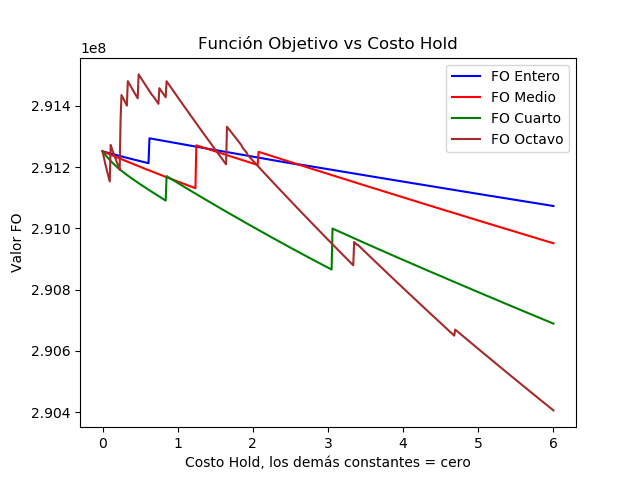 Función Objetivo vs Costo Hold
1e8
FO Entero
FO Medio
FO Cuarto
FO Octavo
2.914
2.912
2.910
2.908
2.906
2.904
Valor FO
0 1 2 3 4 5 6
Costo Hold, los demás constantes = cero